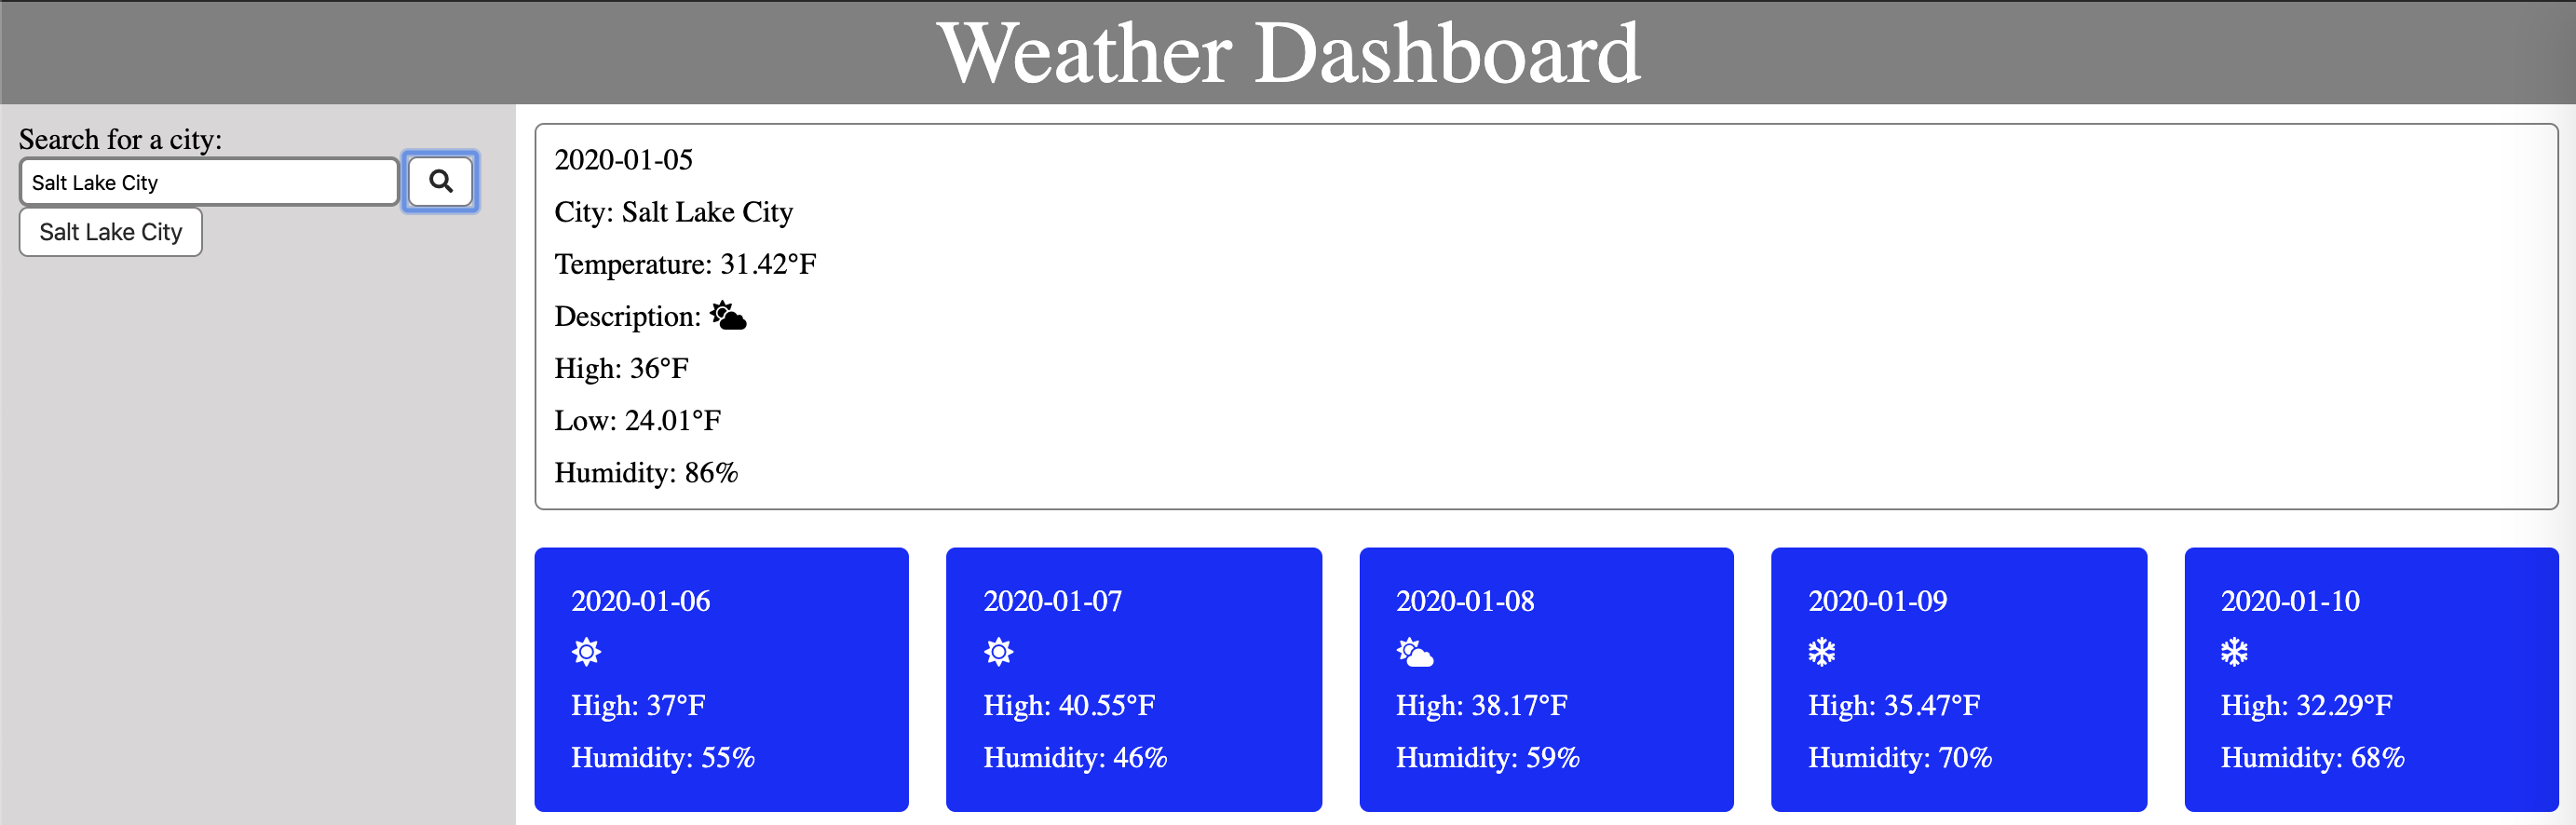 Weather Dashboard
Search for a city:
Salt Lake City
Salt Lake City
2020-01-05
City: Salt Lake City
Temperature: 31.42°F
Description:
High: 36°F
Low: 24.01°F
Humidity: 86%
2020-01-06
High: 37°F
Humidity: 55%
2020-01-07
High: 40.55°F
Humidity: 46%
2020-01-08
High: 38.17°F
Humidity: 59%
2020-01-09
High: 35.47°F
Humidity: 70%
2020-01-10
High: 32.29°F
Humidity: 68%